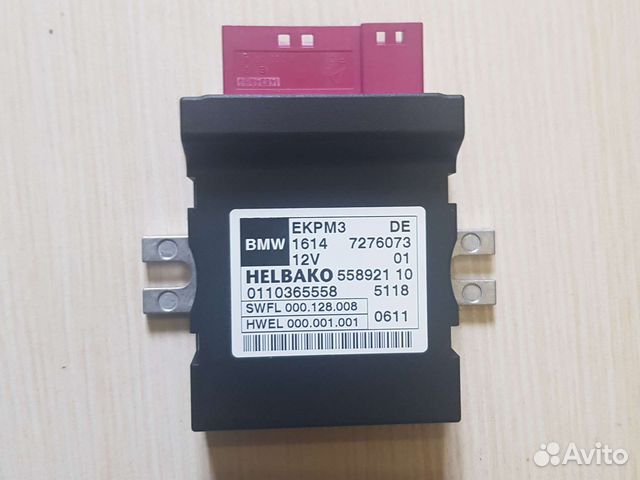 BMW EKPM3 DE
1614 7276073
12V 01
HELBAKO 558921 10
0110365558 5118
SWFL 000.128.008
HWEL 000.001.001 0611
Avito